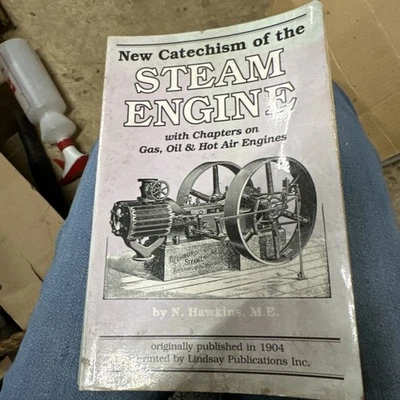 New Catechism of the
STEAM
ENGINE
with Chapters on
Gas, Oil & Hot Air Engines
by N. Hawkins, M.E.
originally published in 1904
reprinted by Lindsay Publications Inc.